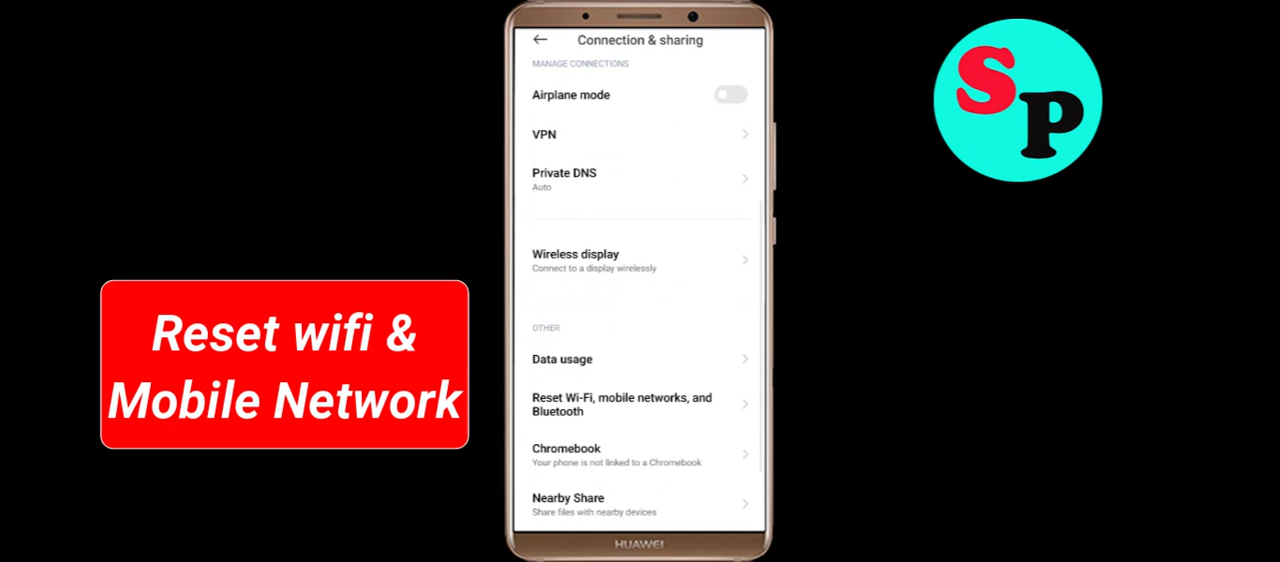 Connection & sharing
MANAGE CONNECTIONS
Airplane mode
VPN
Private DNS
Auto
Wireless display
Connect to a display wirelessly
OTHER
Data usage
Reset Wi-Fi, mobile networks, and
Bluetooth
Chromebook
Your phone is not linked to a Chromebook
Nearby Share
Share files with nearby devices
HUAWEI
Reset wifi &
Mobile Network
SP